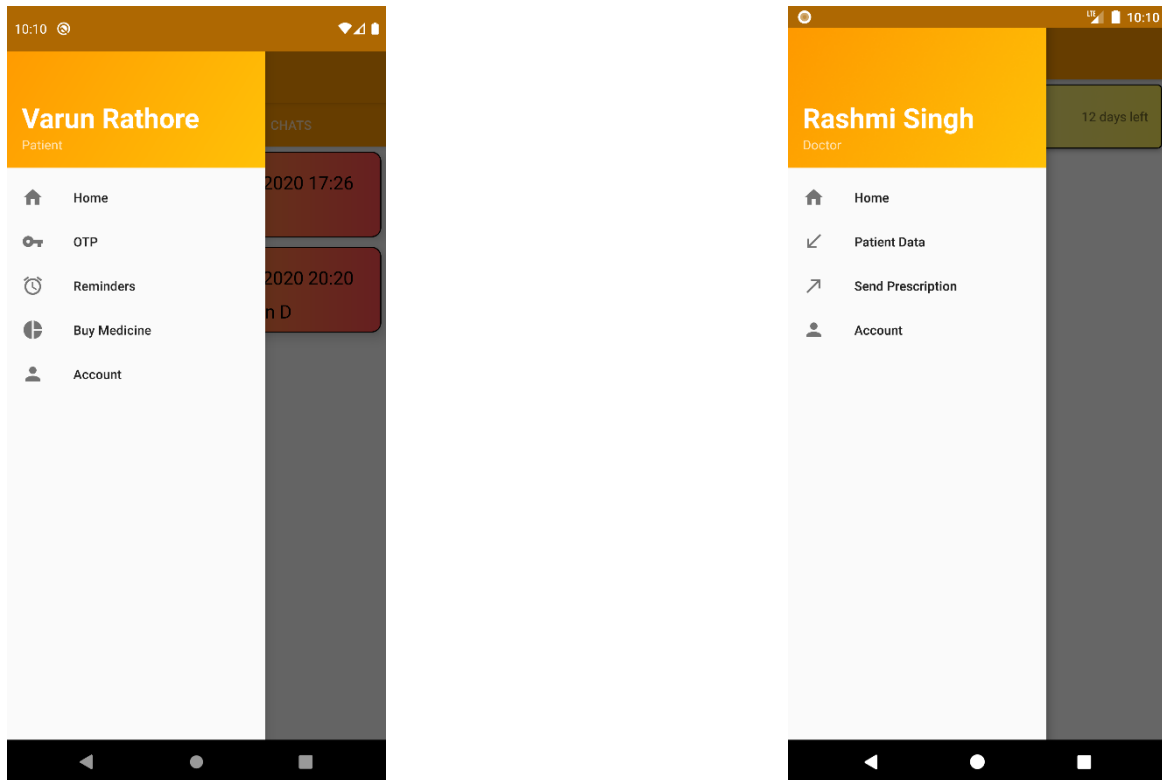 10:10
Varun Rathore
Patient
CHATS
2020 17:26
Home
OTP
Reminders
2020 20:20
n D
Buy Medicine
Account
LTE 10:10
Rashmi Singh
Doctor
12 days left
Home
Patient Data
Send Prescription
Account